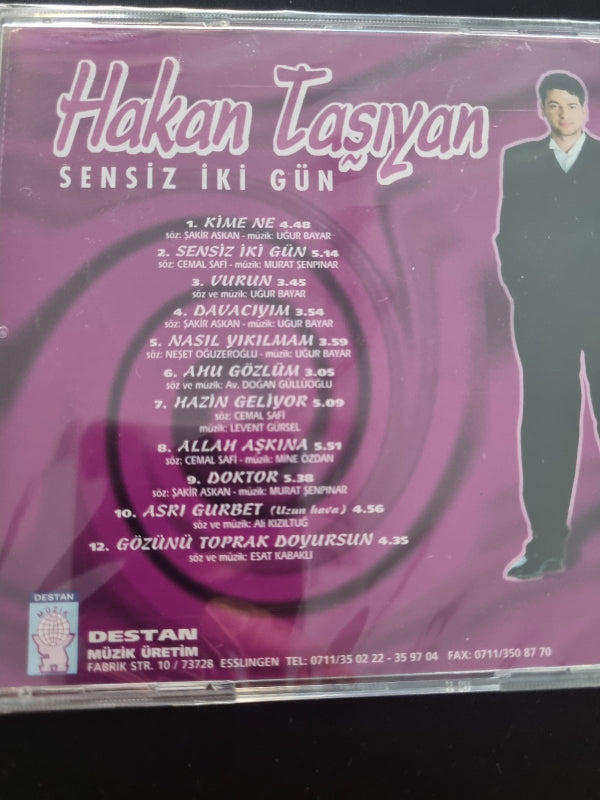 Hakan Taşıyan
SENSİZ İKİ GÜN
1. KİME NE 4.48
söz: ŞAKİR ASKAN - müzik: UĞUR BAYAR
2. SENSİZ İKİ GÜN 5.14
söz: CEMAL SAFİ - müzik: MURAT ŞENPINAR
3. VURUN 3.45
söz ve müzik: UĞUR BAYAR
4. DAVACIYIM 3.54
söz: ŞAKİR ASKAN - müzik: UĞUR BAYAR
5. NASIL YIKILMAM 3.59
söz: NEŞET OĞUZEROĞLU - müzik: UĞUR BAYAR
6. AHU GÖZLÜM 3.05
söz ve müzik: Av. DOĞAN GÜLLÜOĞLU
7. HAZİN GELİYOR 5.09
söz: CEMAL SAFİ
müzik: LEVENT GÜRSEL
8. ALLAH AŞKINA 5.51
söz: CEMAL SAFİ - müzik: MİNE ÖZDAN
9. DOKTOR 5.38
söz: ŞAKİR ASKAN - müzik: MURAT ŞENPINAR
10. ASRI GURBET (Uzun hava) 4.56
söz ve müzik: Ali KIZILTUĞ
12. GÖZÜNÜ TOPRAK DOYURSUN 4.35
söz ve müzik: ESAT KABAKLI
DESTAN
MÜZİK
DESTAN
MÜZİK ÜRETİM
FABRIK STR. 10 / 73728 ESSLINGEN TEL: 0711/35 02 22 - 35 97 04 FAX: 0711/350 87 70